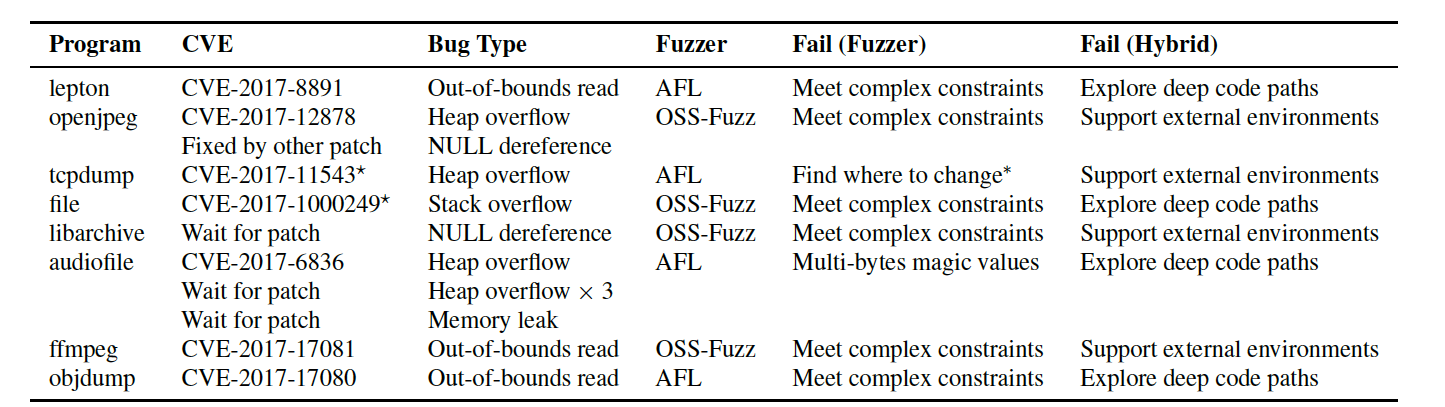 Program CVE Bug Type Fuzzer Fail (Fuzzer) Fail (Hybrid)
lepton CVE-2017-8891 Out-of-bounds read AFL Meet complex constraints Explore deep code paths
openjpeg CVE-2017-12878 Heap overflow OSS-Fuzz Meet complex constraints Support external environments
Fixed by other patch NULL dereference
tcpdump CVE-2017-11543⋆ Heap overflow AFL Find where to change* Support external environments
file CVE-2017-1000249⋆ Stack overflow OSS-Fuzz Meet complex constraints Explore deep code paths
libarchive Wait for patch NULL dereference OSS-Fuzz Meet complex constraints Support external environments
audiofile CVE-2017-6836 Heap overflow AFL Multi-bytes magic values Explore deep code paths
Wait for patch Heap overflow × 3
Wait for patch Memory leak
ffmpeg CVE-2017-17081 Out-of-bounds read OSS-Fuzz Meet complex constraints Support external environments
objdump CVE-2017-17080 Out-of-bounds read AFL Meet complex constraints Explore deep code paths